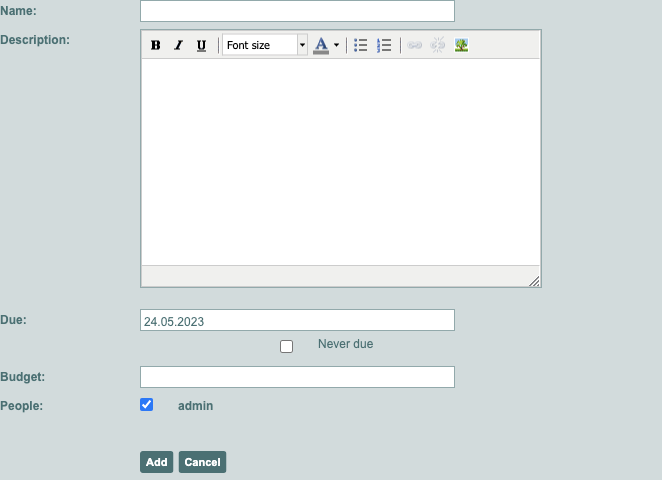 Name:
Description:
B I U Font size A
Due:
24.05.2023
Never due
Budget:
People:
admin
Add Cancel